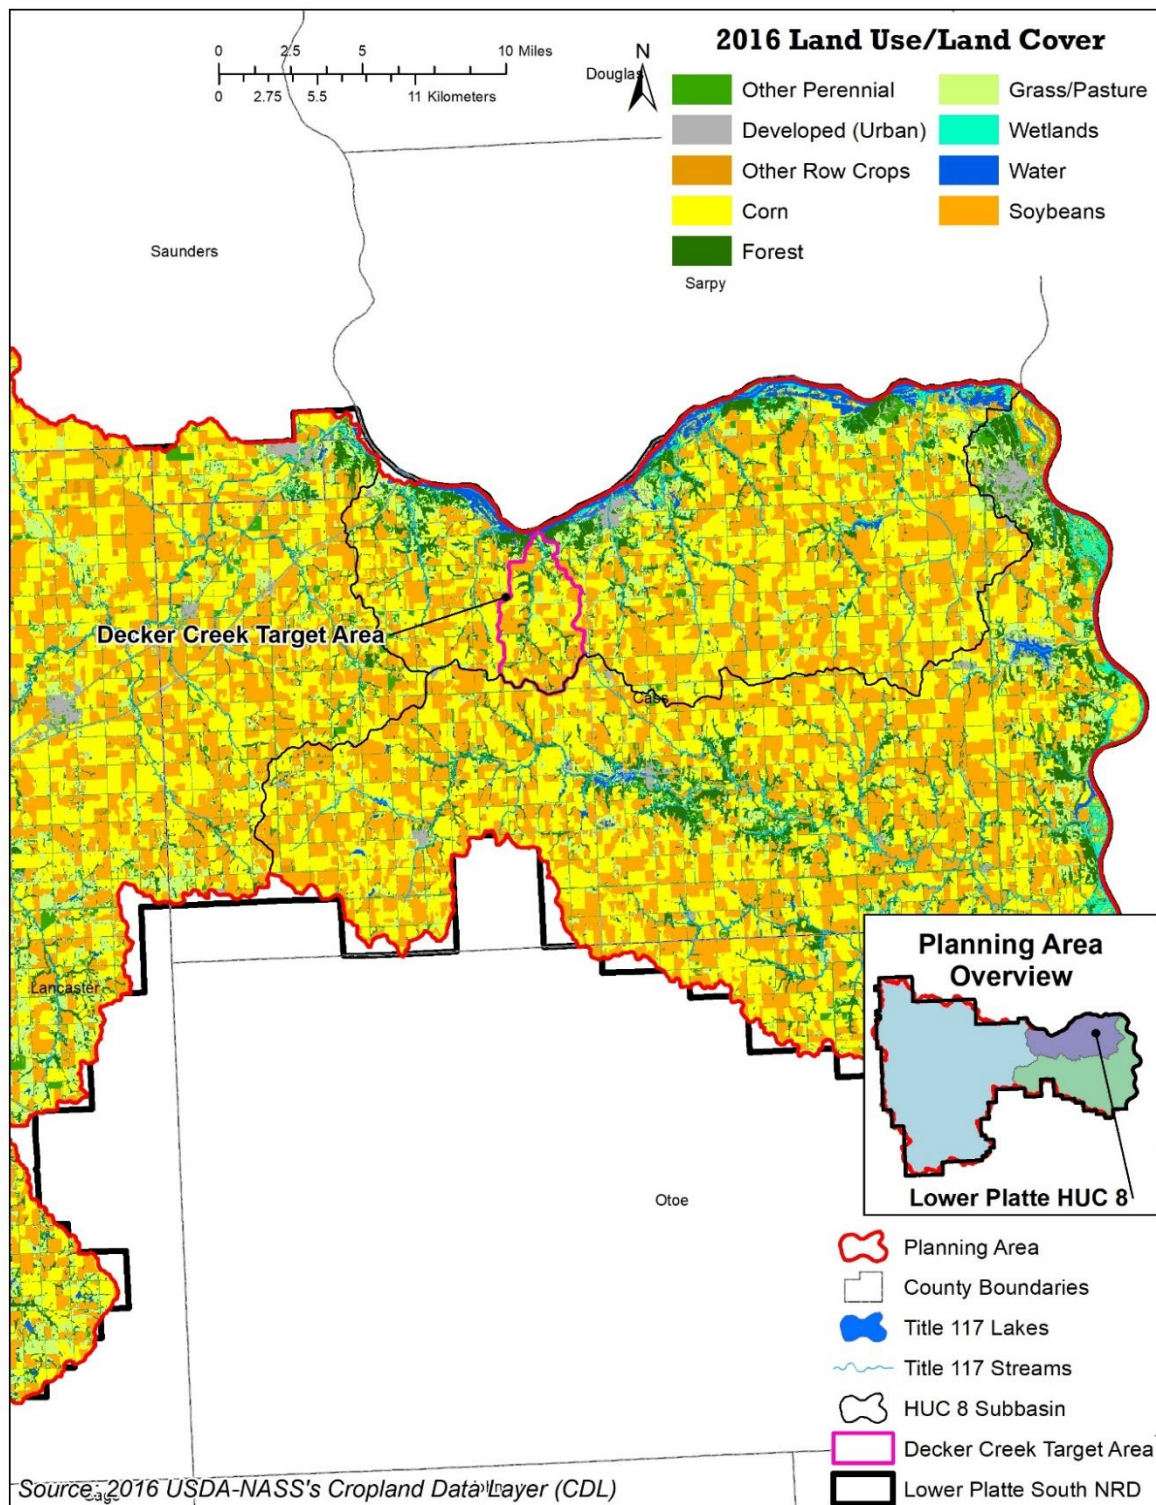 2016 Land Use/Land Cover
0 2.5 5 10 Miles
0 2.75 5.5 11 Kilometers
N
Douglas
Other Perennial
Developed (Urban)
Other Row Crops
Corn
Forest
Grass/Pasture
Wetlands
Water
Soybeans
Saunders
Sarpy
Decker Creek Target Area
Cass
Lancaster
Otoe
Planning Area
Overview
Lower Platte HUC 8
Planning Area
County Boundaries
Title 117 Lakes
Title 117 Streams
HUC 8 Subbasin
Decker Creek Target Area
Lower Platte South NRD
Source: 2016 USDA-NASS's Cropland Data Layer (CDL)